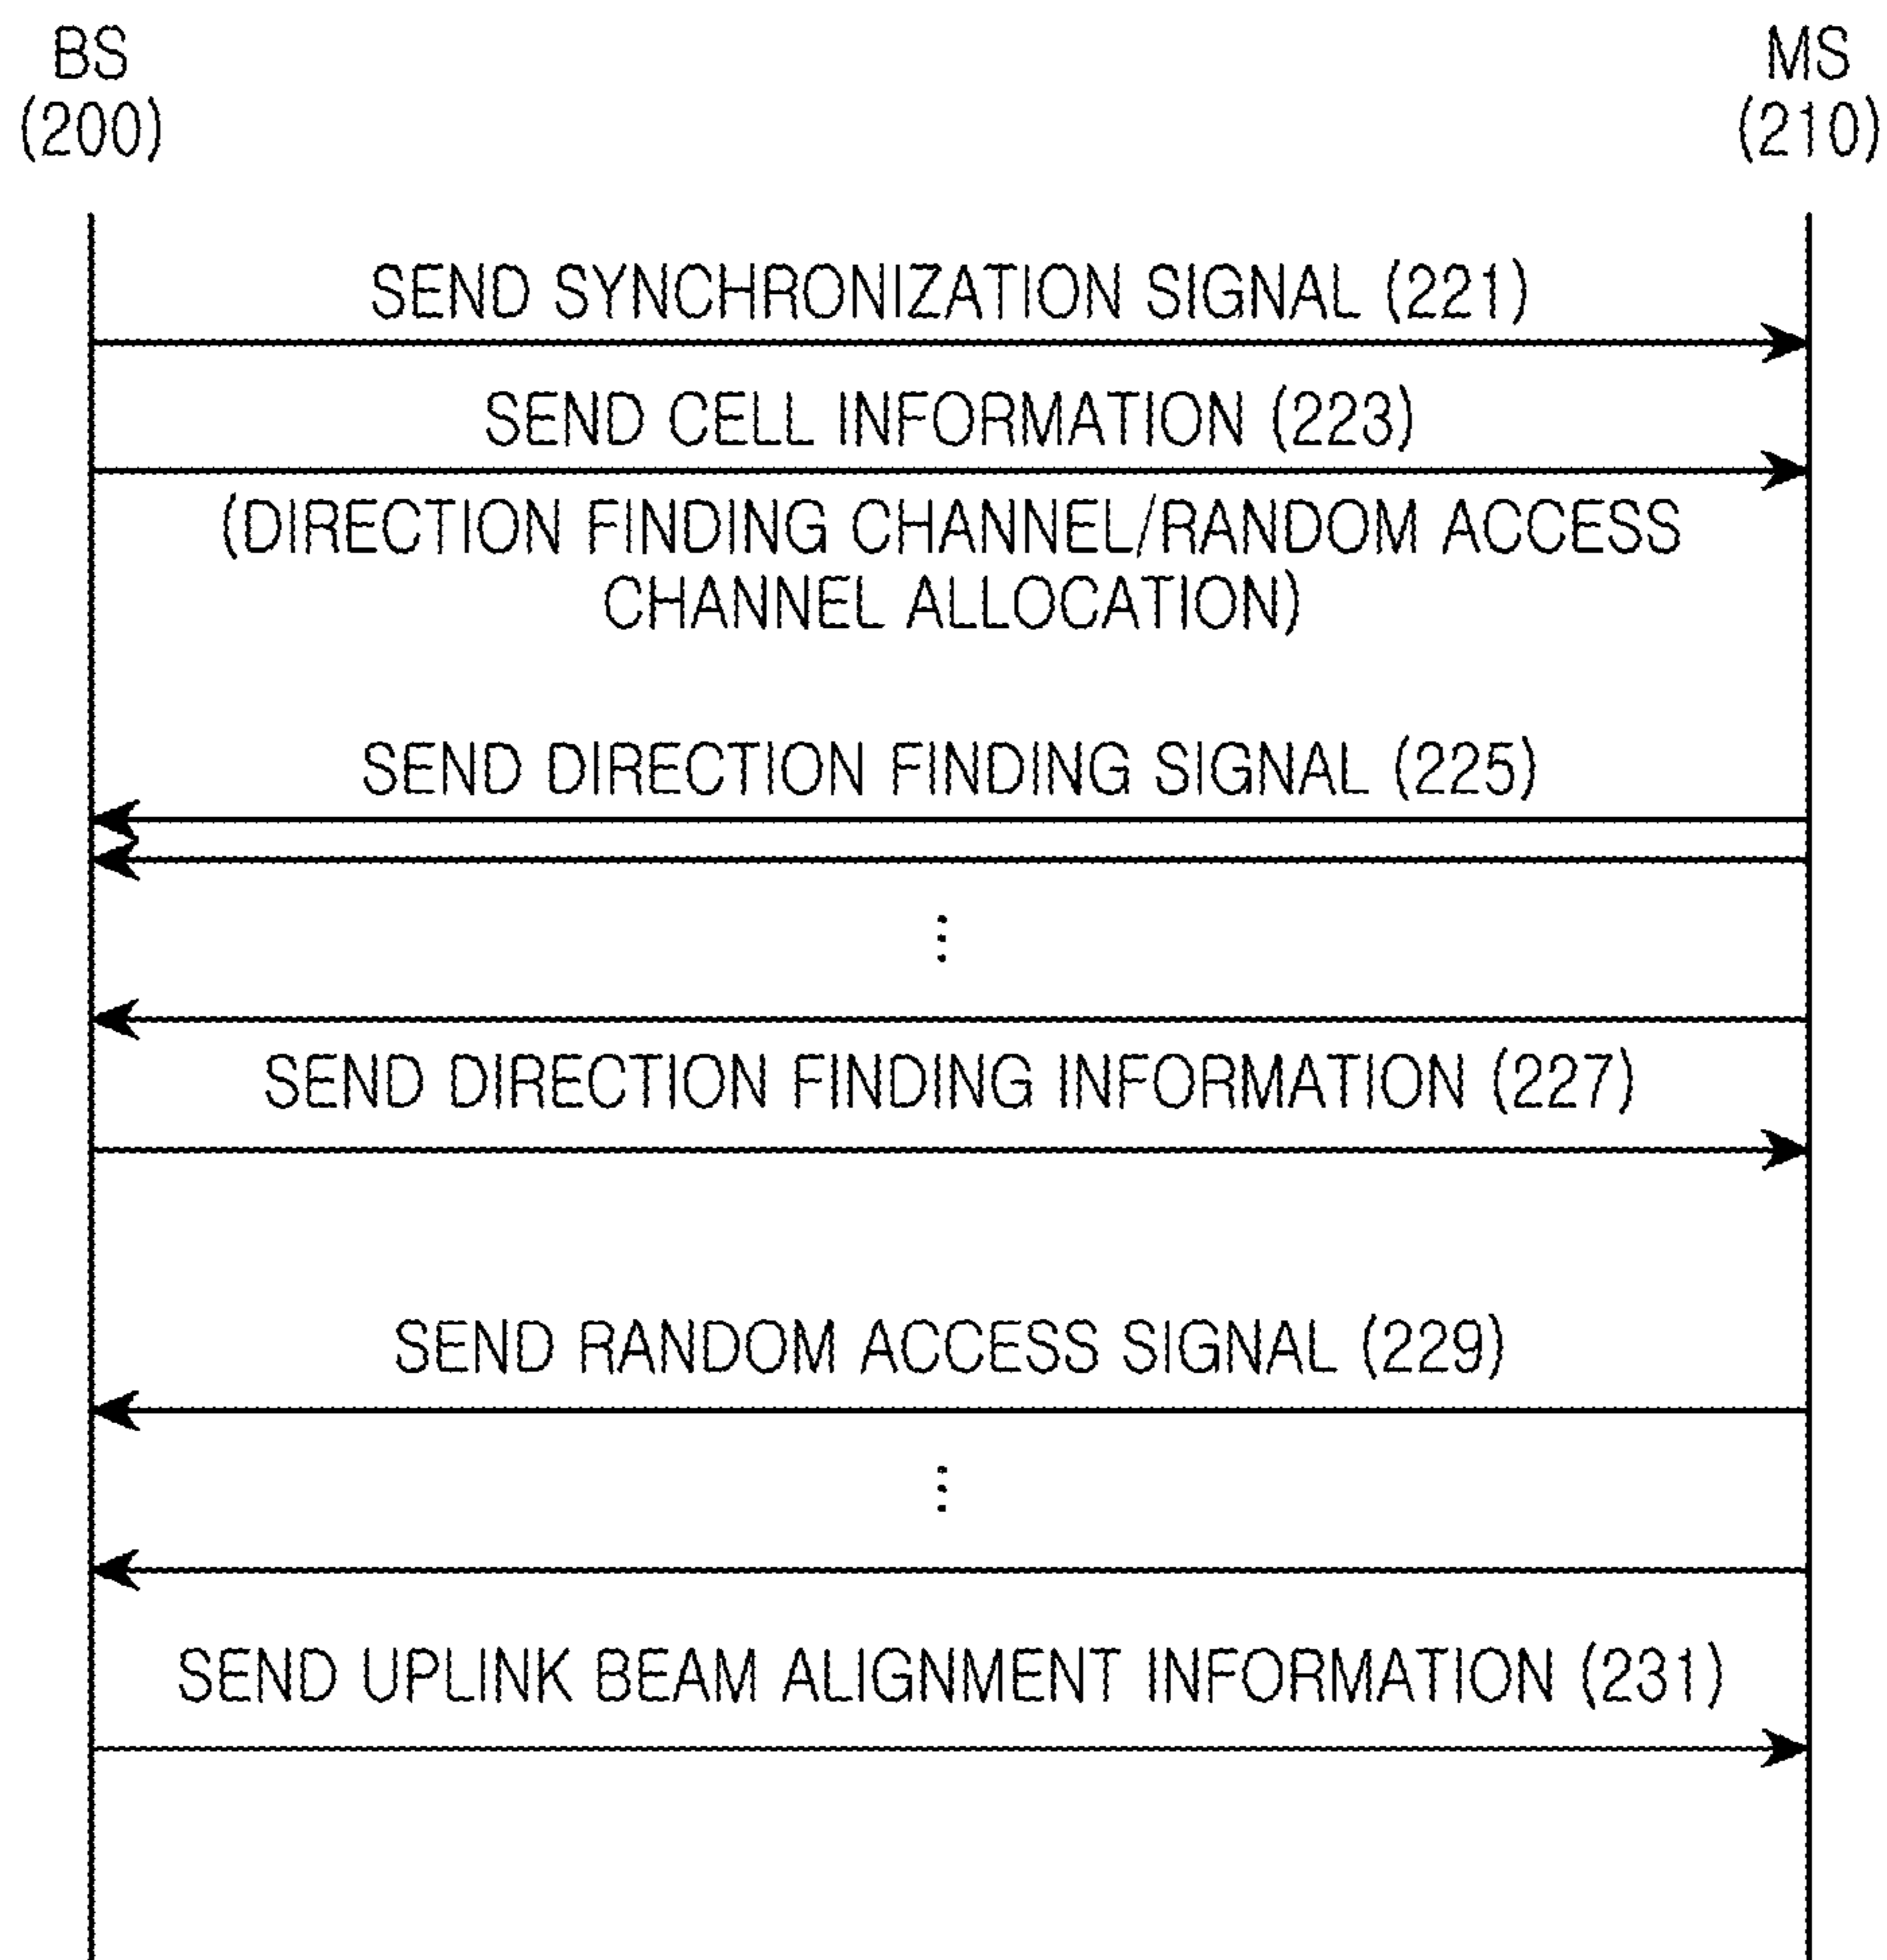 BS
(200)
MS
(210)
SEND SYNCHRONIZATION SIGNAL (221)
SEND CELL INFORMATION (223)
(DIRECTION FINDING CHANNEL/RANDOM ACCESS
CHANNEL ALLOCATION)
SEND DIRECTION FINDING SIGNAL (225)
SEND DIRECTION FINDING INFORMATION (227)
SEND RANDOM ACCESS SIGNAL (229)
SEND UPLINK BEAM ALIGNMENT INFORMATION (231)